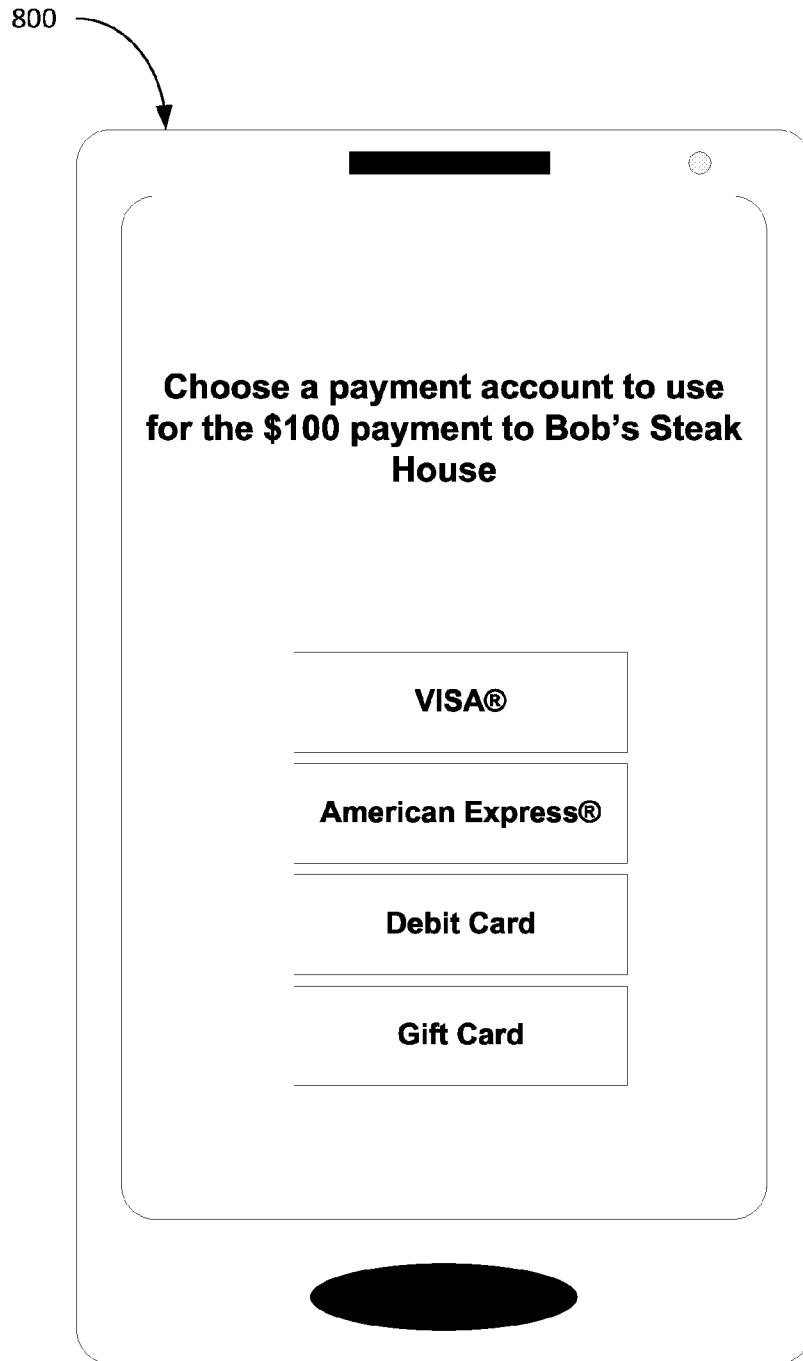 800
Choose a payment account to use
for the $100 payment to Bob’s Steak
House
VISA®
American Express®
Debit Card
Gift Card